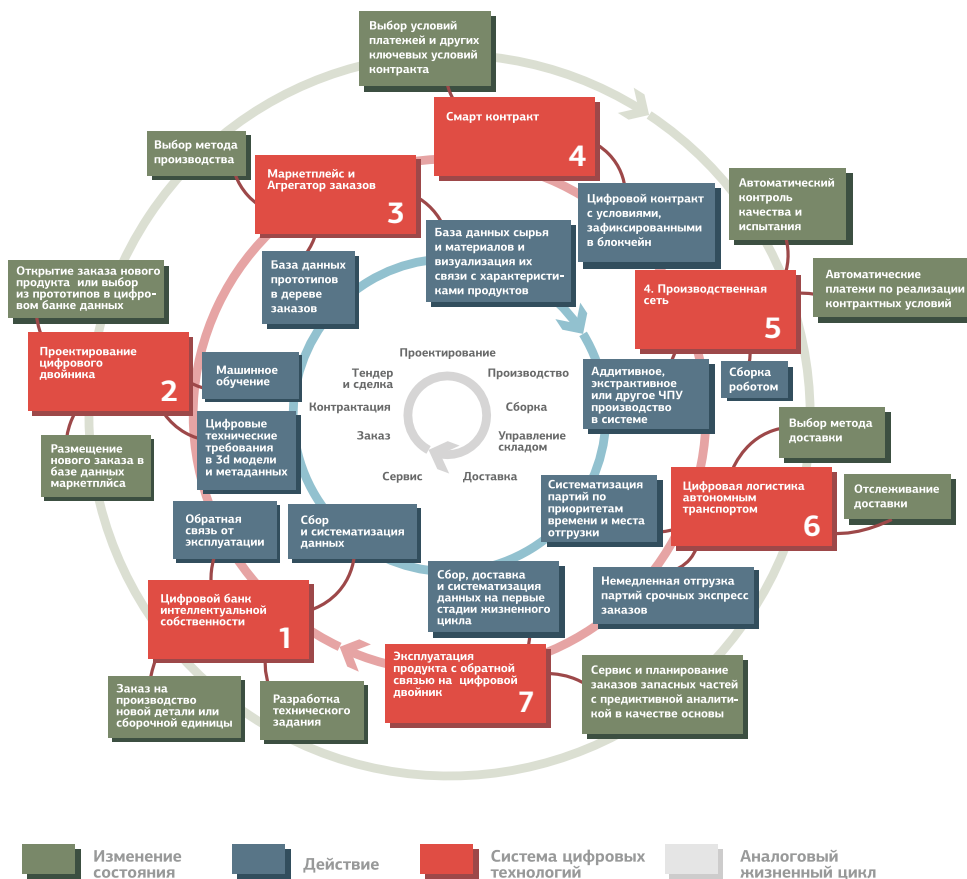 Выбор условий
платежей и других
ключевых условий
контракта
Смарт контракт
4
Выбор метода
производства
Маркетплейс и
Агрегатор заказов
3
Цифровой контракт
с условиями,
зафиксированными
в блокчейн
Автоматический
контроль
качества и
испытания
База данных сырья
и материалов и
визуализация их
связи с характеристи-
ками продуктов
База данных
прототипов
в дереве
заказов
Открытие заказа нового
продукта или выбор
из прототипов в цифро-
вом банке данных
4. Производственная
сеть
5
Автоматические
платени по реализации
контрактных условий
Проектирование
цифрового
двойника
2
Машинное
обучение
Аддитивное,
экстрактивное
или другое ЧПУ
производство
в системе
Сборка
роботом
Проектирование
Тендер
и сделка
Производство
Контрактация
Сборка
Заказ
Управление
складом
Сервис
Доставка
Цифровые
технические
требования
в 3d модели
и метаданных
Размещение
нового заказа в
базе данных
маркетплйса
Выбор метода
доставки
Цифровая логистика
автономным
транспортом
6
Отслеживание
доставки
Систематизация
партий по
приоритетам
времени и места
отгрузки
Обратная
связь от
эксплуатации
Сбор
и систематизация
данных
Сбор, доставка
и систематизация
данных на первые
стадии жизненного
цикла
Немедленная отгрузка
партий срочных экспресс
заказов
Цифровой банк
интеллектуальной
собственности
1
Эксплуатация
продукта с обратной
связью на цифровой
двойник
7
Сервис и планирование
заказов запасных частей
с предиктивной аналити-
кой в качестве основы
Заказ на
производство
новой детали или
сборочной единицы
Разработка
технического
задания
Изменение
состояния
Действие
Система цифровых
технологий
Аналоговый
жизненный цикл